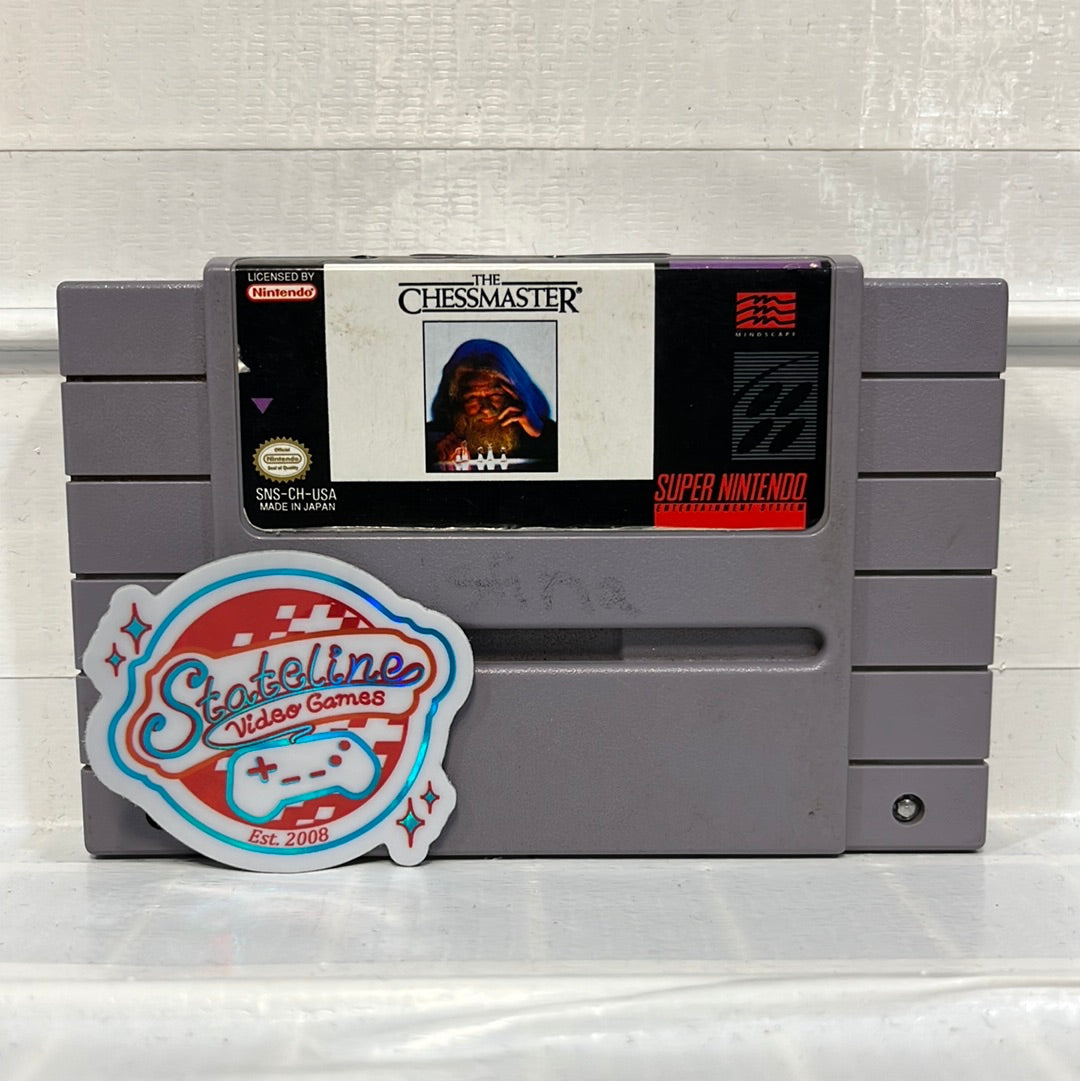 LICENSED BY
Nintendo
THE
CHESSMASTER®
MINDSCAPE
Official
Nintendo
Seal of Quality
SNS-CH-USA
MADE IN JAPAN
SUPER NINTENDO
ENTERTAINMENT SYSTEM
Stateline
Video Games
Est. 2008